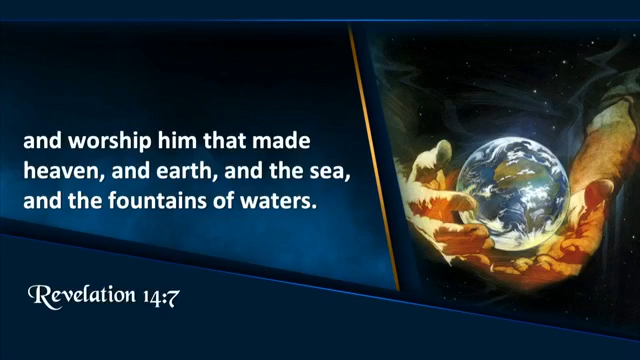 and worship him that made
heaven, and earth, and the sea,
and the fountains of waters.
Revelation 14:7